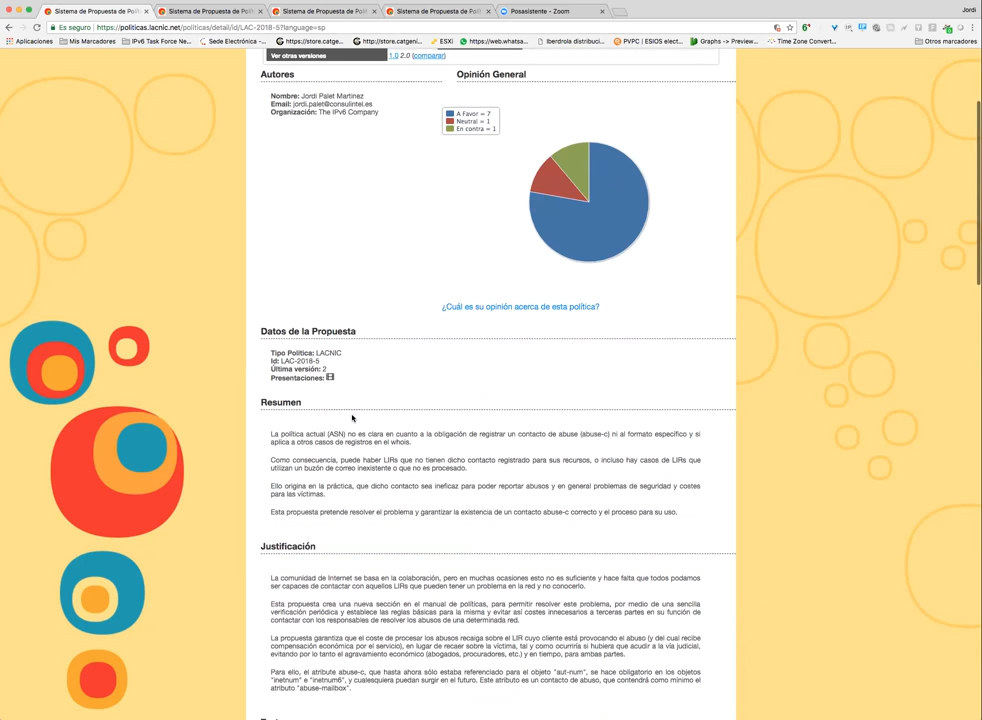 Sistema de Propuesta de Polí
Sistema de Propuesta de Polí
Sistema de Propuesta de Polí
Sistema de Propuesta de Polí
Posasistente - Zoom
Jordi
Es seguro
https://politicas.lacnic.net/politicas/detail/id/LAC-2018-5?language=sp
Aplicaciones
Mis Marcadores
IPv6 Task Force Ne...
Sede Electrónica -...
https://store.catge...
http://store.catgeni...
ESXi
https://web.whatsa...
Iberdrola distribuci...
PVPC | ESIOS elect...
Graphs -> Preview...
Time Zone Convert...
Otros marcadores
Ver otras versiones
1.0 2.0 (comparar)
Autores
Opinión General
Nombre: Jordi Palet Martinez
Email: jordi.palet@consulintel.es
Organización: The IPv6 Company
A Favor = 7
Neutral = 1
En contra = 1
¿Cuál es su opinión acerca de esta política?
Datos de la Propuesta
Tipo Politica: LACNIC
Id: LAC-2018-5
Última versión: 2
Presentaciones:
Resumen
La política actual (ASN) no es clara en cuanto a la obligación de registrar un contacto de abuse (abuse-c) ni al formato específico y si
aplica a otros casos de registros en el whois.
Como consecuencia, puede haber LIRs que no tienen dicho contacto registrado para sus recursos, o incluso hay casos de LIRs que
utilizan un buzón de correo inexistente o que no es procesado.
Ello origina en la práctica, que dicho contacto sea ineficaz para poder reportar abusos y en general problemas de seguridad y costes
para las víctimas.
Esta propuesta pretende resolver el problema y garantizar la existencia de un contacto abuse-c correcto y el proceso para su uso.
Justificación
La comunidad de Internet se basa en la colaboración, pero en muchas ocasiones esto no es suficiente y hace falta que todos podamos
ser capaces de contactar con aquellos LIRs que pueden tener un problema en la red y no conocerlo.
Esta propuesta crea una nueva sección en el manual de políticas, para permitir resolver este problema, por medio de una sencilla
verificación periódica y establece las reglas básicas para la misma y evitar así costes innecesarios a terceras partes en su función de
contactar con los responsables de resolver los abusos de una determinada red.
La propuesta garantiza que el coste de procesar los abusos recaiga sobre el LIR cuyo cliente está provocando el abuso (y del cual recibe
compensación económica por el servicio), en lugar de recaer sobre la víctima, tal y como ocurriría si hubiera que acudir a la vía judicial,
evitando por lo tanto el agravamiento económico (abogados, procuradores, etc.) y en tiempo, para ambas partes.
Para ello, el atributo abuse-c, que hasta ahora sólo estaba referenciado para el objeto "aut-num", se hace obligatorio en los objetos
"inetnum" e "inetnum6", y cualesquiera puedan surgir en el futuro. Este atributo es un contacto de abuso, que contendrá como mínimo el
atributo "abuse-mailbox".